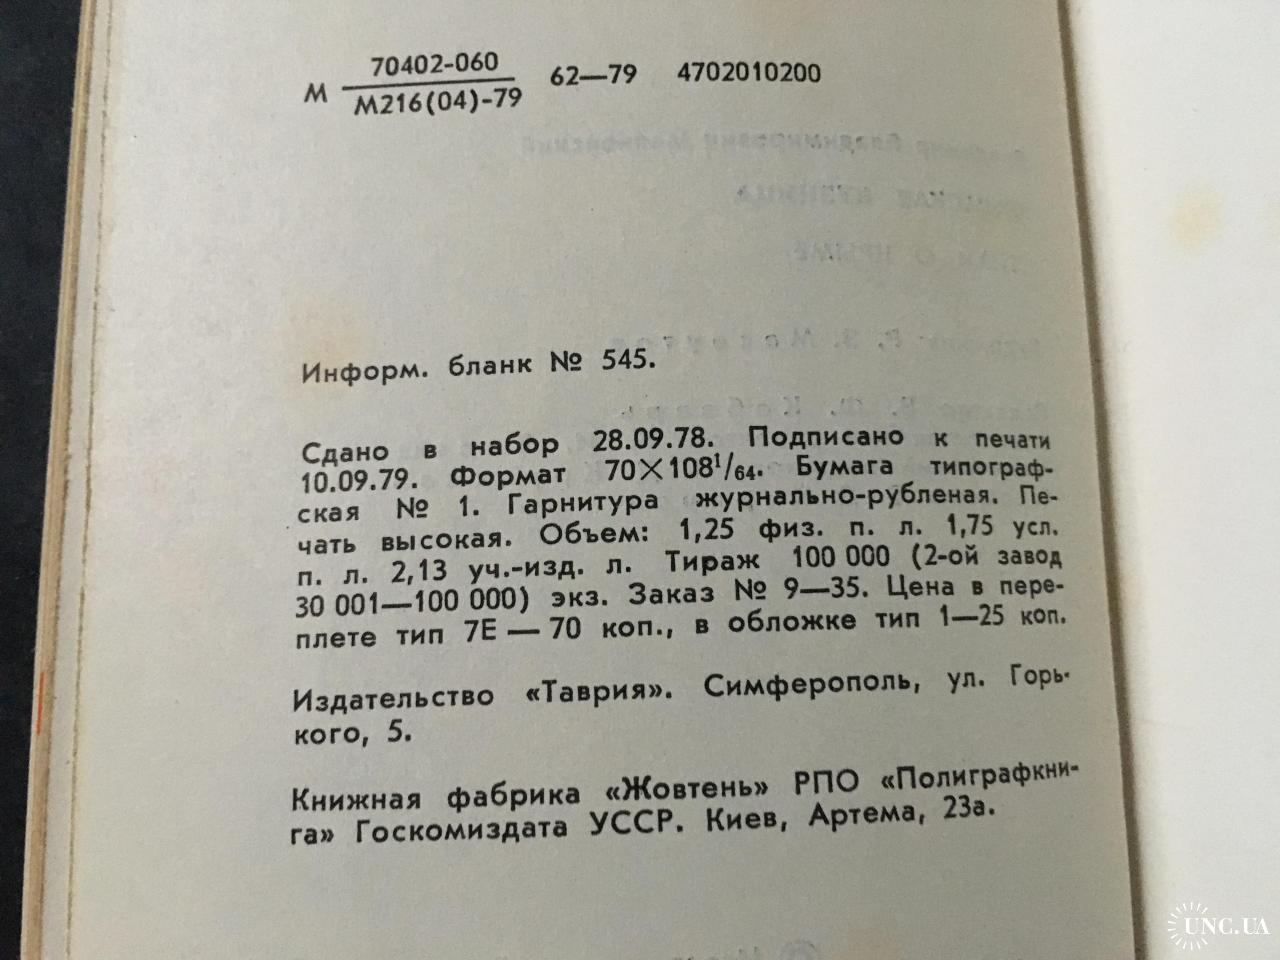 70402-060
М ———— 62—79 4702010200
М216(04)-79
Информ. бланк № 545.
Сдано в набор 28.09.78. Подписано к печати
10.09.79. Формат 70×108¹/₆₄. Бумага типограф-
ская № 1. Гарнитура журнально-рубленая. Пе-
чать высокая. Объем: 1,25 физ. п. л. 1,75 усл.
п. л. 2,13 уч.-изд. л. Тираж 100 000 (2-ой завод
30 001—100 000) экз. Заказ № 9—35. Цена в пере-
плете тип 7Е — 70 коп., в обложке тип 1—25 коп.
Издательство «Таврия». Симферополь, ул. Горь-
кого, 5.
Книжная фабрика «Жовтень» РПО «Полиграфкни-
га» Госкомиздата УССР. Киев, Артема, 23а.
UNC.UA